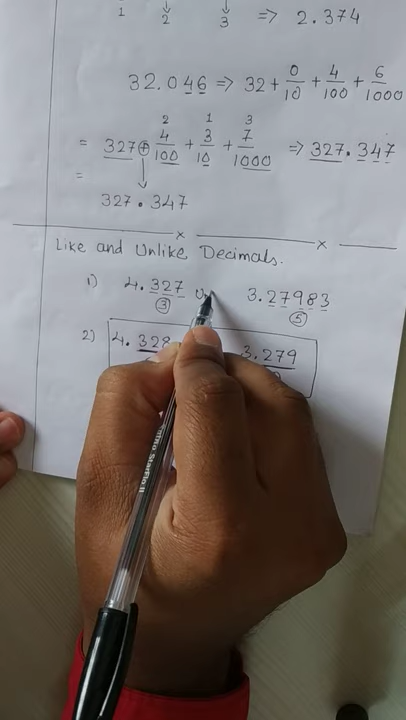 1 2 3 => 2.374
32.046 => 32 + 0/10 + 4/100 + 6/1000
2 1 3
= 327 + 4/100 + 3/10 + 7/1000 => 327.347
=
327.347
x x
Like and Unlike Decimals.
1) 4.327 3.27983
3 5
2) 4.328 3.279